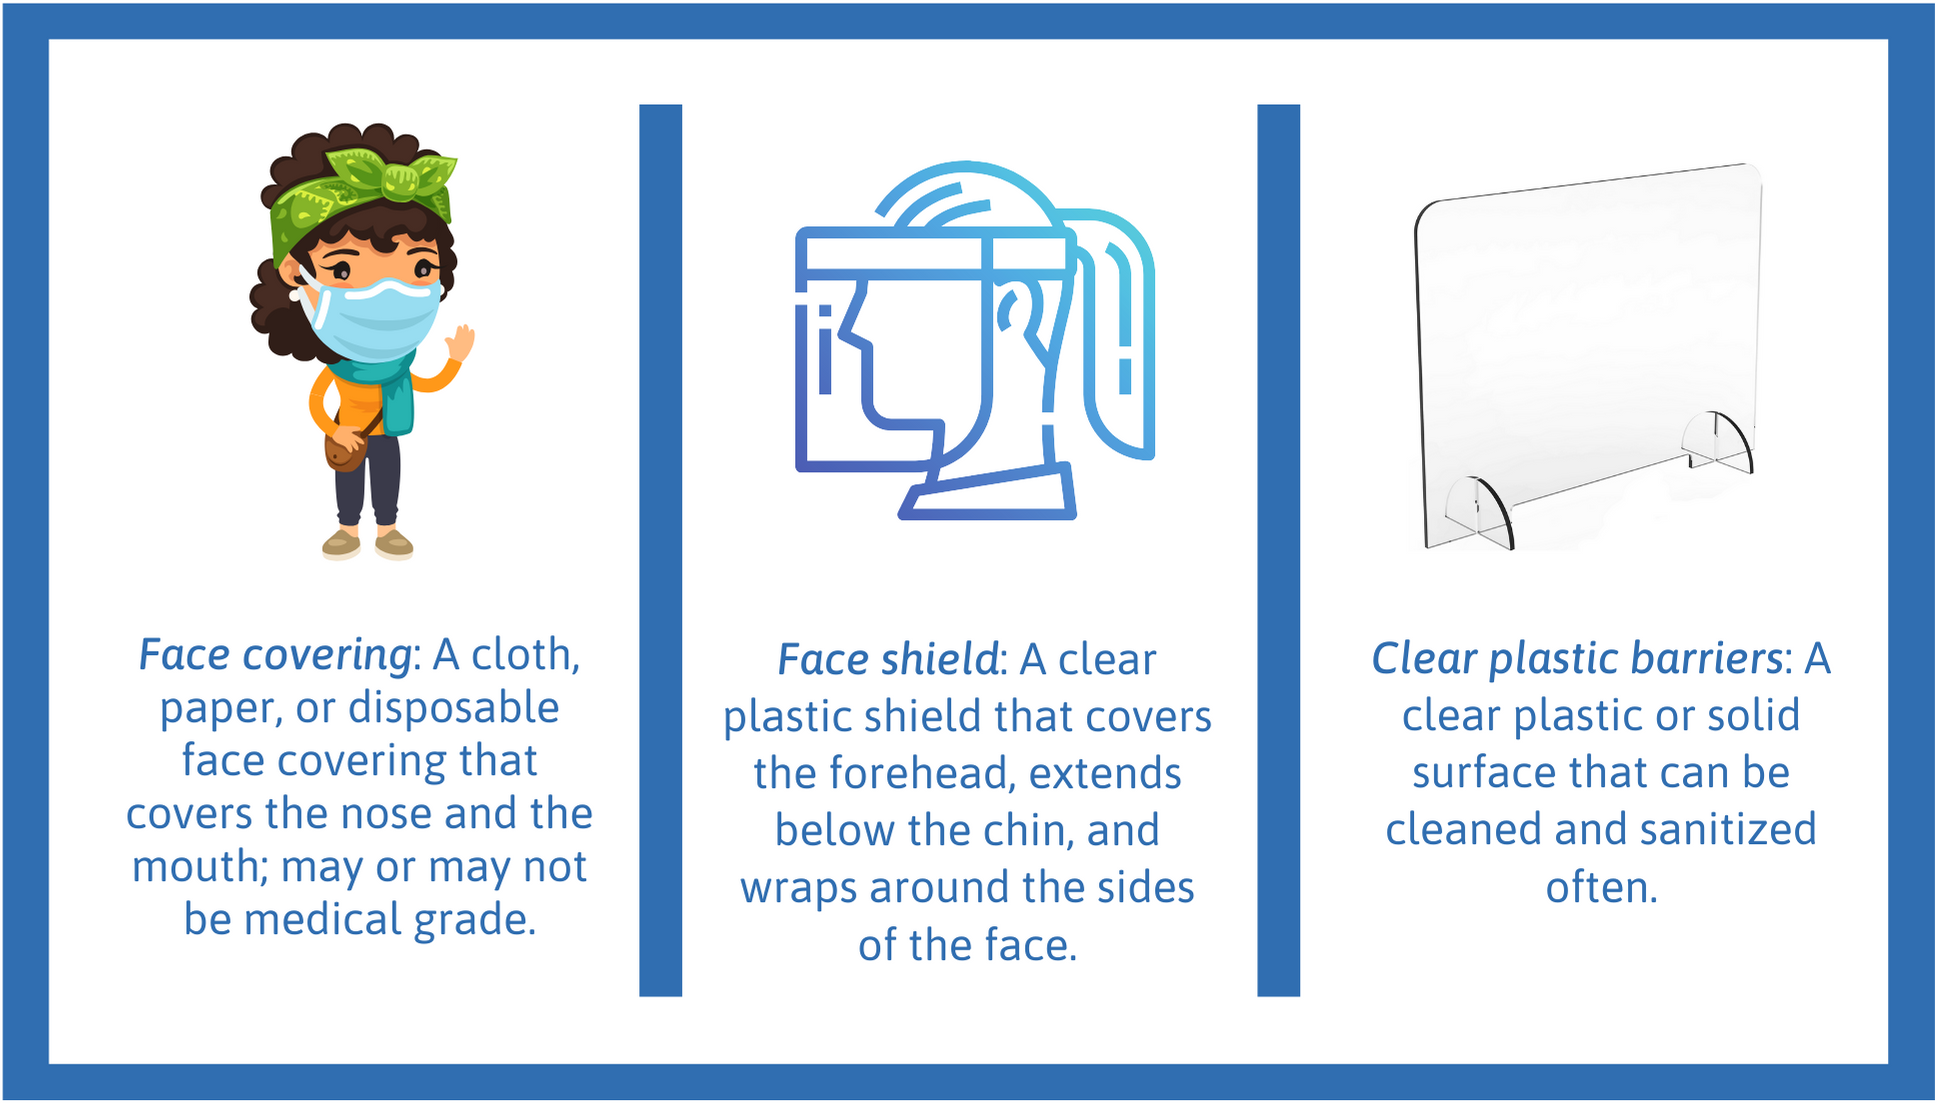 Face covering: A cloth,
paper, or disposable
face covering that
covers the nose and the
mouth; may or may not
be medical grade.
Face shield: A clear
plastic shield that covers
the forehead, extends
below the chin, and
wraps around the sides
of the face.
Clear plastic barriers: A
clear plastic or solid
surface that can be
cleaned and sanitized
often.